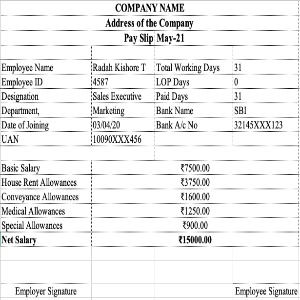 COMPANY NAME
Address of the Company
Pay Slip May-21
Employee Name Radah Kishore T Total Working Days 31
Employee ID 4587 LOP Days 0
Designation Sales Executive Paid Days 31
Department, Marketing Bank Name SBI
Date of Joining 03/04/20 Bank A/c No 32145XXX123
UAN 10090XXX456
Basic Salary ₹7500.00
House Rent Allowances ₹3750.00
Conveyance Allowances ₹1600.00
Medical Allowances ₹1250.00
Special Allowances ₹900.00
Net Salary ₹15000.00
Employer Signature Employee Signature